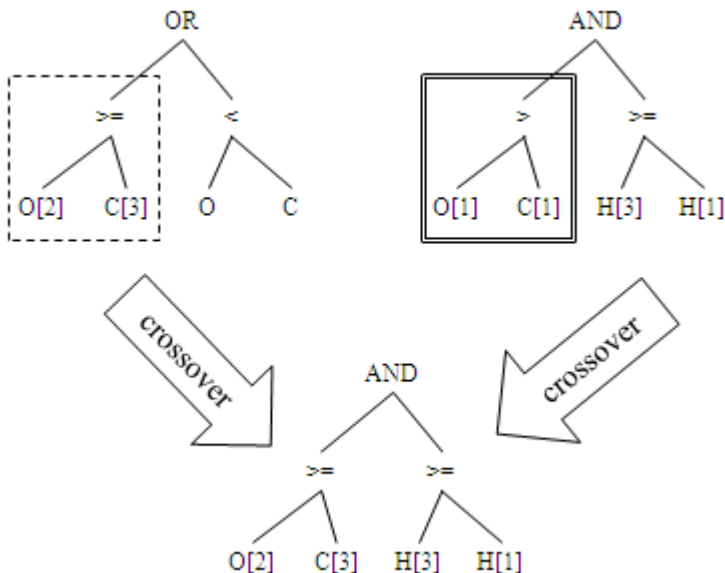 OR AND
>= < > >=
O[2] C[3] O C O[1] C[1] H[3] H[1]
crossover crossover
AND
>= >=
O[2] C[3] H[3] H[1]